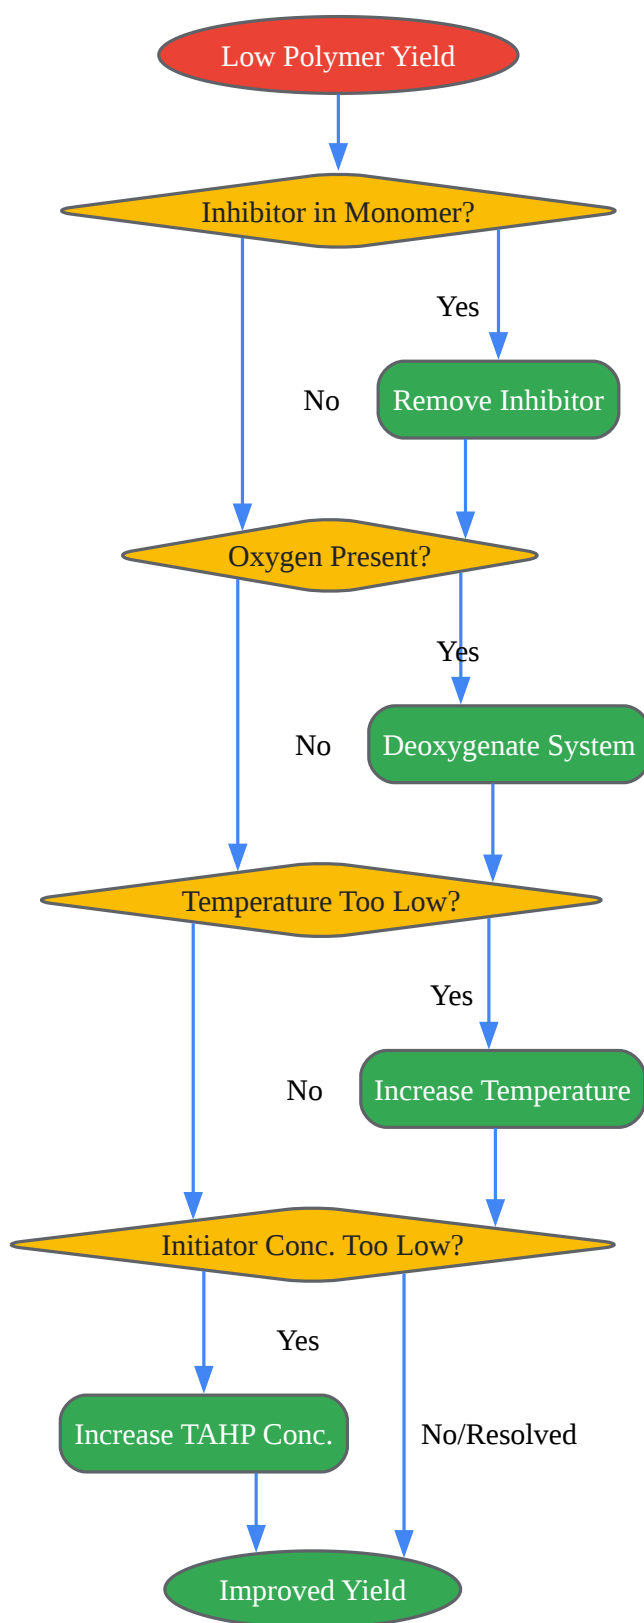 Low Polymer Yield
Inhibitor in Monomer?
Yes
No
Remove Inhibitor
Oxygen Present?
Yes
No
Deoxygenate System
Temperature Too Low?
Yes
No
Increase Temperature
Initiator Conc. Too Low?
Yes
Increase TAHP Conc.
No/Resolved
Improved Yield